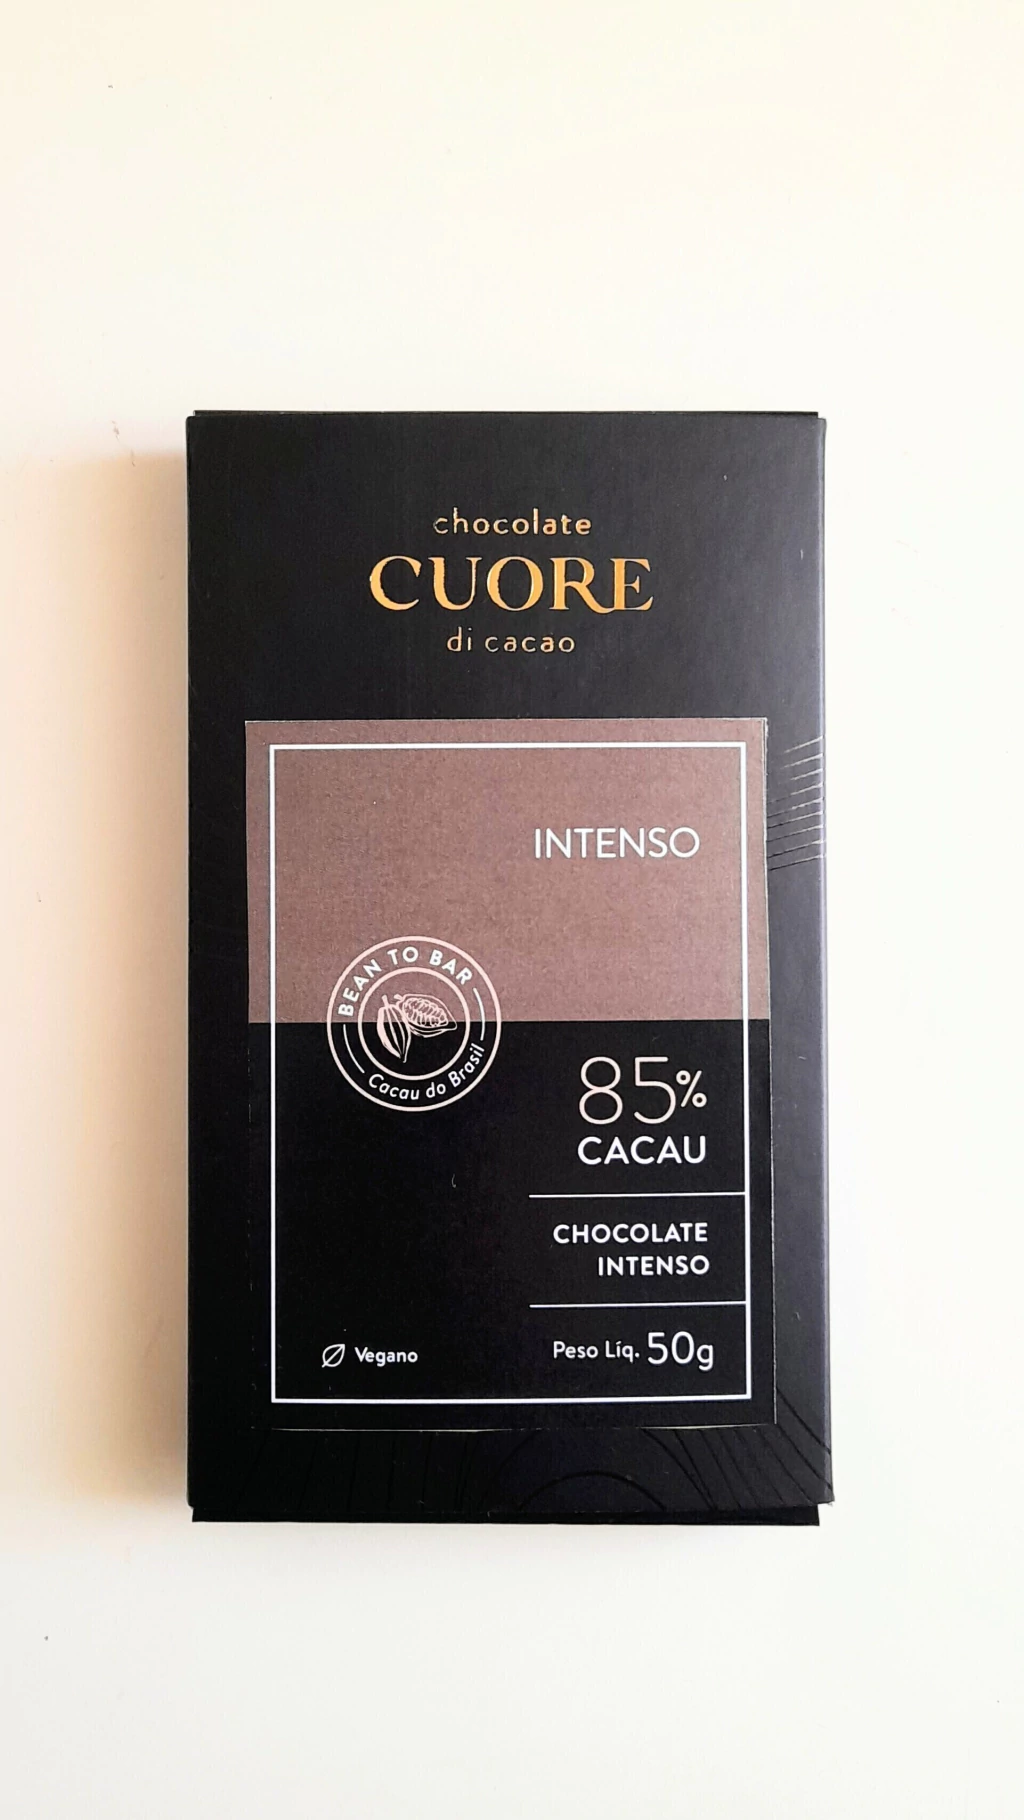 chocolate
CUORE
di cacao
INTENSO
BEAN TO BAR
Cacau do Brasil
85%
CACAU
CHOCOLATE
INTENSO
Vegano
Peso Líq. 50g